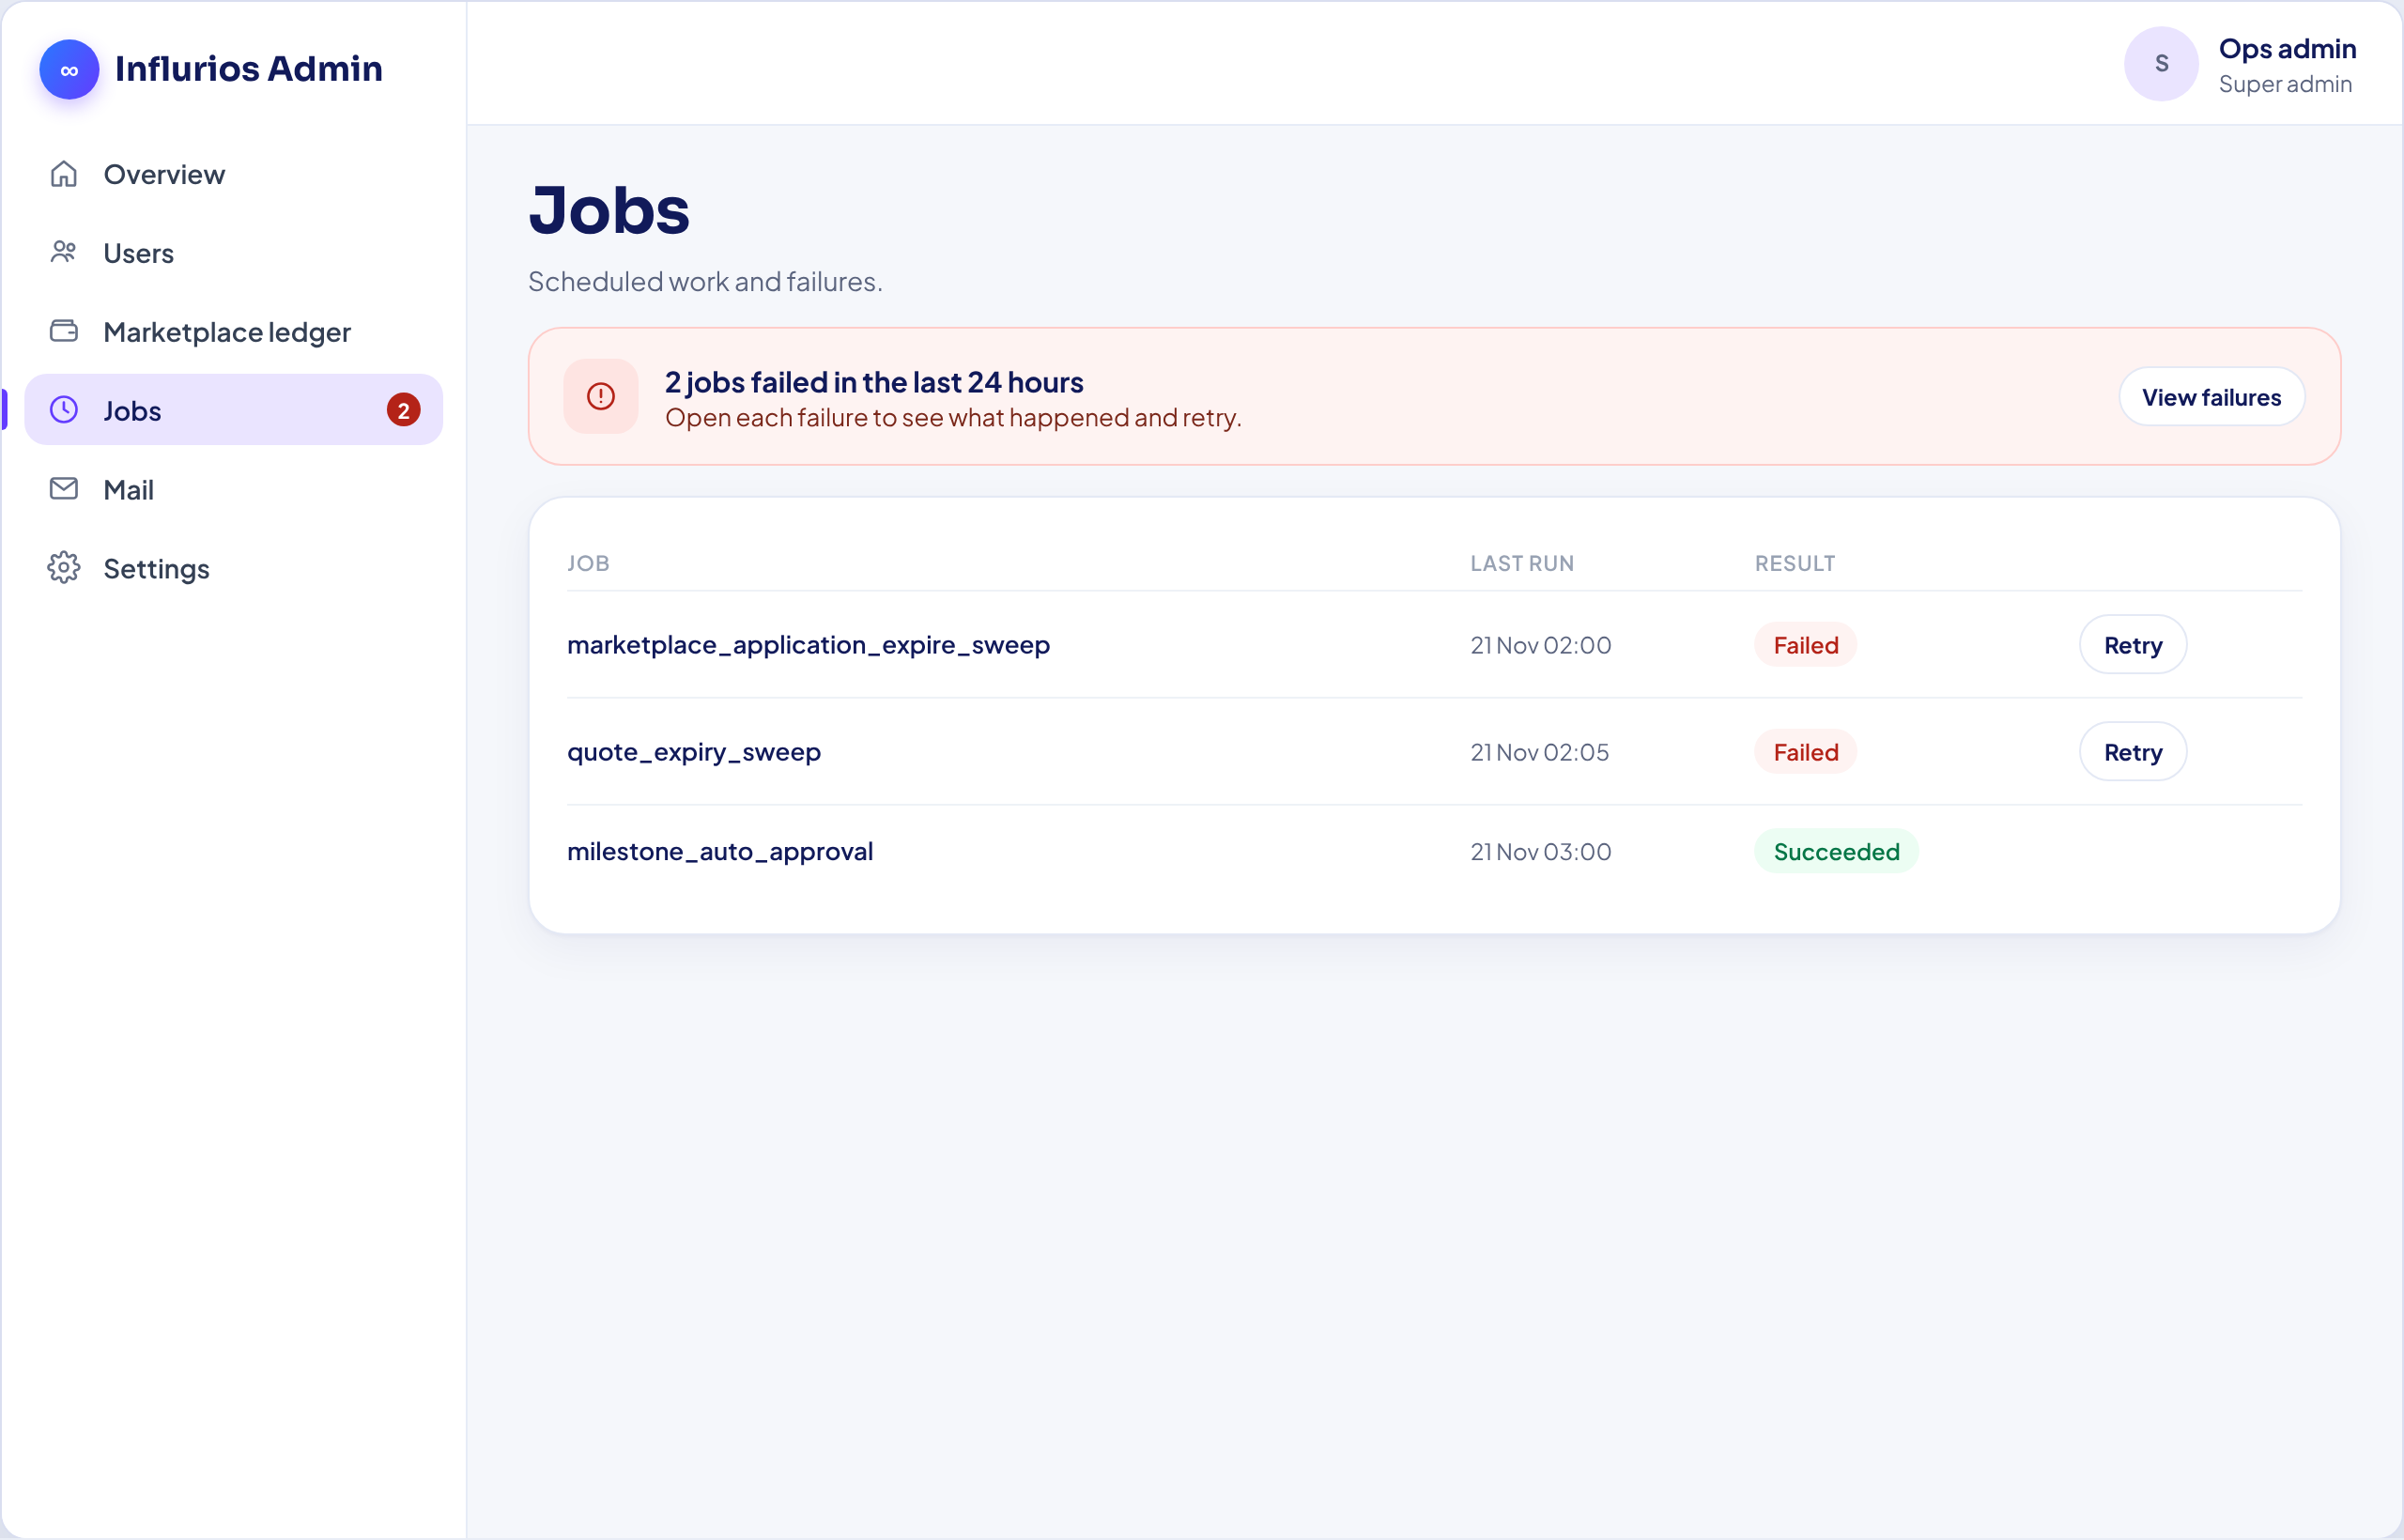 ∞ Influrios Admin
S
Ops admin
Super admin
Overview
Users
Marketplace ledger
Jobs 2
Mail
Settings
Jobs
Scheduled work and failures.
2 jobs failed in the last 24 hours
Open each failure to see what happened and retry.
View failures
JOB LAST RUN RESULT
marketplace_application_expire_sweep 21 Nov 02:00 Failed Retry
quote_expiry_sweep 21 Nov 02:05 Failed Retry
milestone_auto_approval 21 Nov 03:00 Succeeded